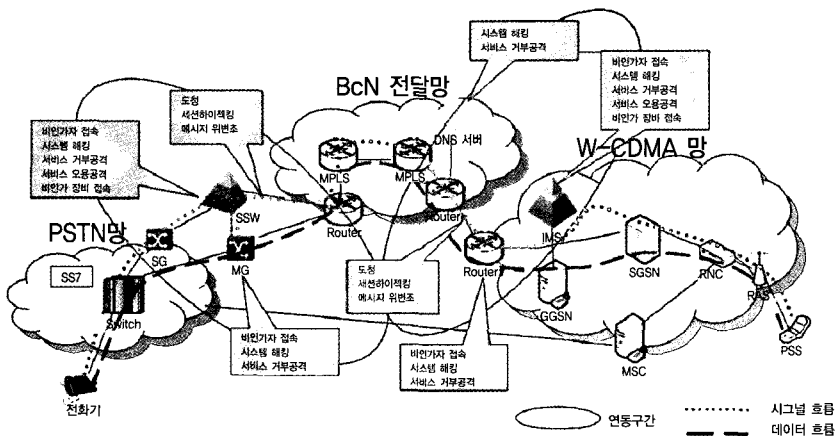 시스템 해킹
서비스 거부공격
비인가자 접속
시스템 해킹
서비스 거부공격
서비스 오용공격
비인가 장비 접속
BcN 전달망
도청
세션하이젝킹
메시지 위변조
비인가자 접속
시스템 해킹
서비스 거부공격
서비스 오용공격
비인가 장비 접속
DNS 서버
W-CDMA 망
MPLS
MPLS
SSW
Router
Router
PSTN망
SG
MG
IMS
SS7
Router
SGSN
RNC
RAS
도청
세션하이젝킹
메시지 위변조
Switch
GGSN
PSS
MSC
비인가자 접속
시스템 해킹
서비스 거부공격
비인가자 접속
시스템 해킹
서비스 거부공격
전화기
연동구간
시그널 흐름
데이터 흐름